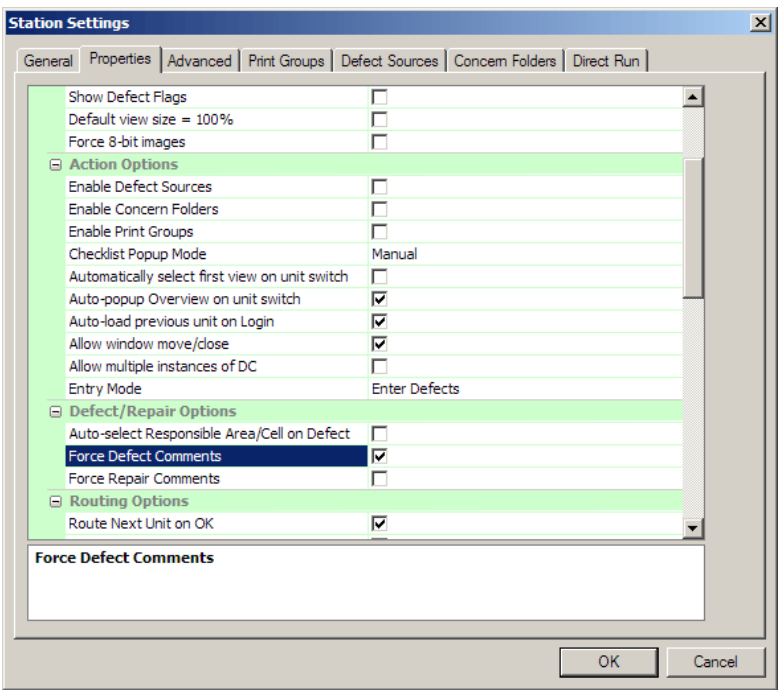 Station Settings
General Properties Advanced Print Groups Defect Sources Concern Folders Direct Run
Show Defect Flags
Default view size = 100%
Force 8-bit images
Action Options
Enable Defect Sources
Enable Concern Folders
Enable Print Groups
Checklist Popup Mode Manual
Automatically select first view on unit switch
Auto-popup Overview on unit switch
Auto-load previous unit on Login
Allow window move/close
Allow multiple instances of DC
Entry Mode Enter Defects
Defect/Repair Options
Auto-select Responsible Area/Cell on Defect
Force Defect Comments
Force Repair Comments
Routing Options
Route Next Unit on OK
Force Defect Comments
OK Cancel